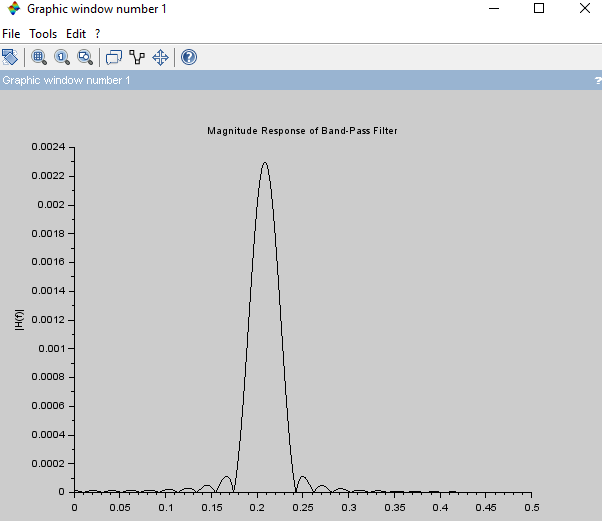 Graphic window number 1
File Tools Edit ?
Graphic window number 1 ?
Magnitude Response of Band-Pass Filter
0.0024
0.0022
0.002
0.0018
0.0016
0.0014
0.0012
0.001
0.0008
0.0006
0.0004
0.0002
0
|H(f)|
0 0.05 0.1 0.15 0.2 0.25 0.3 0.35 0.4 0.45 0.5